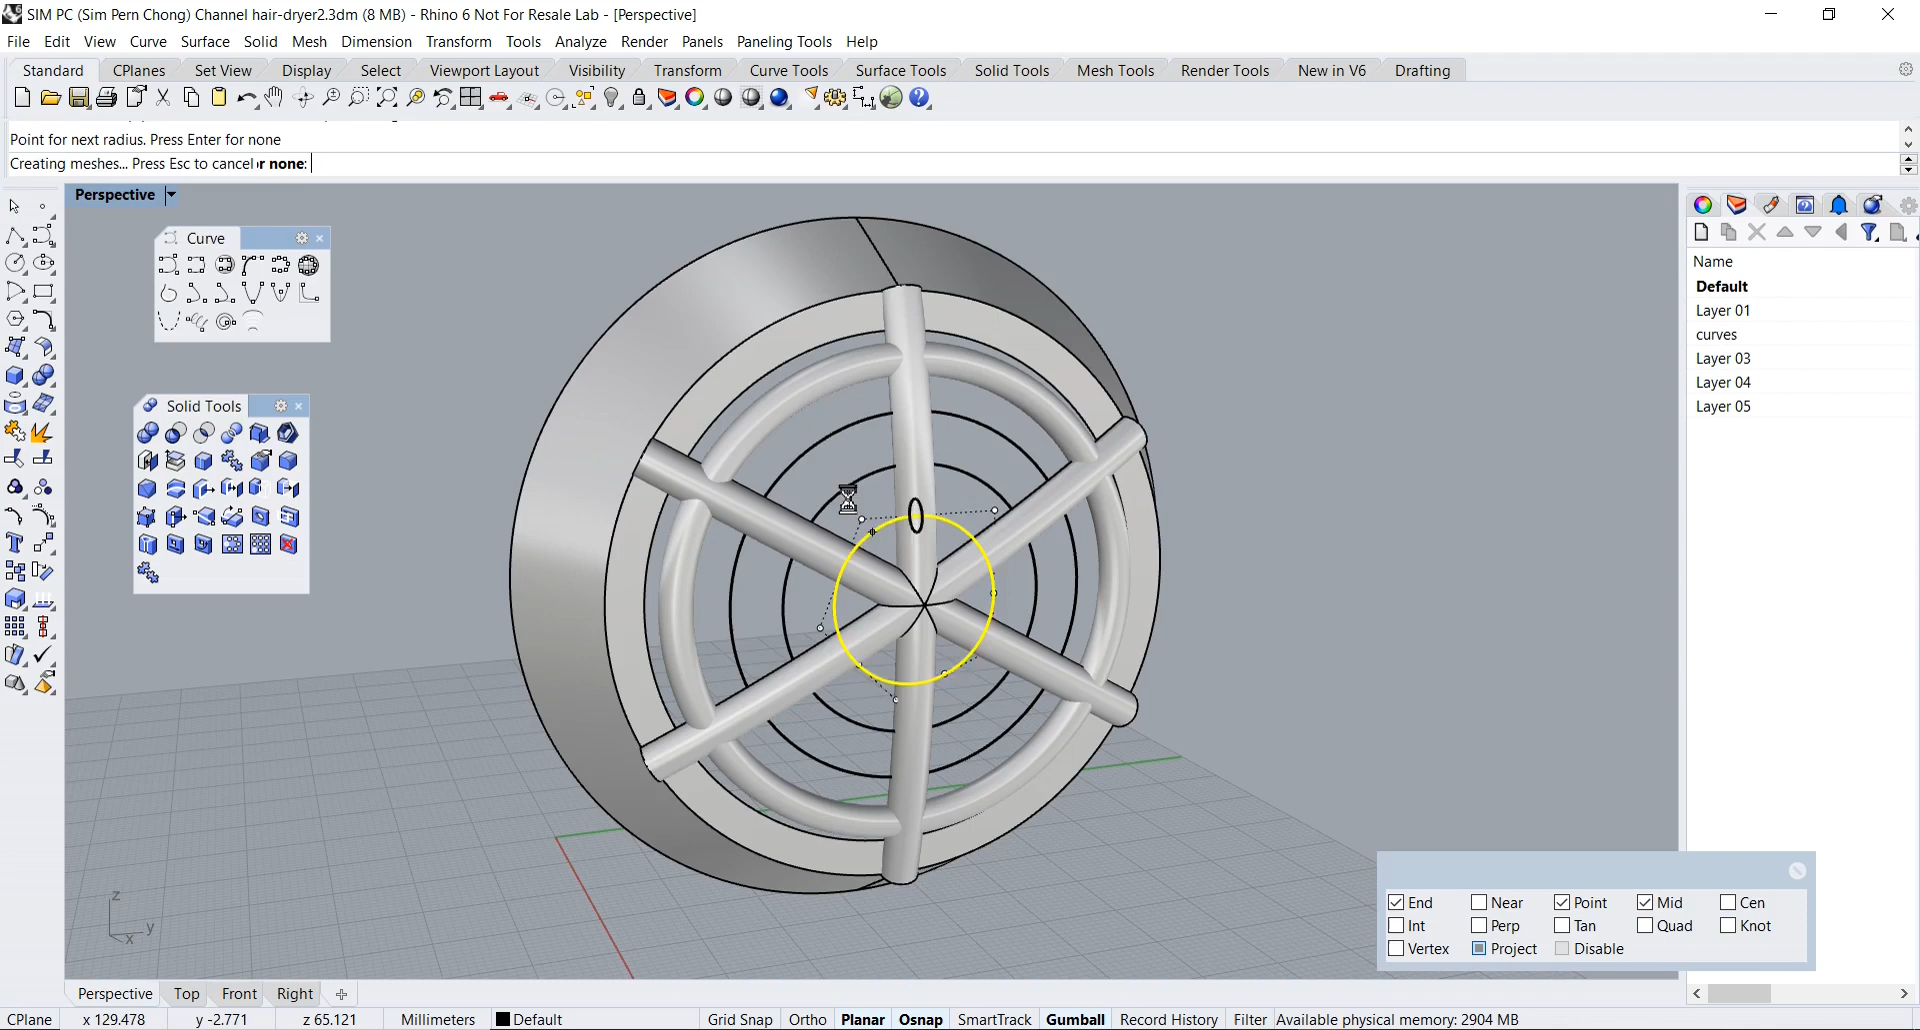 SIM PC (Sim Pern Chong) Channel hair-dryer2.3dm (8 MB) - Rhino 6 Not For Resale Lab - [Perspective]
File Edit View Curve Surface Solid Mesh Dimension Transform Tools Analyze Render Panels Paneling Tools Help
Standard CPlanes Set View Display Select Viewport Layout Visibility Transform Curve Tools Surface Tools Solid Tools Mesh Tools Render Tools New in V6 Drafting
Point for next radius. Press Enter for none
Creating meshes... Press Esc to cancel r none:
Perspective
Curve
Solid Tools
Name
Default
Layer 01
curves
Layer 03
Layer 04
Layer 05
z
y
x
End Near Point Mid Cen
Int Perp Tan Quad Knot
Vertex Project Disable
Perspective Top Front Right
CPlane x 129.478 y -2.771 z 65.121 Millimeters Default Grid Snap Ortho Planar Osnap SmartTrack Gumball Record History Filter Available physical memory: 2904 MB